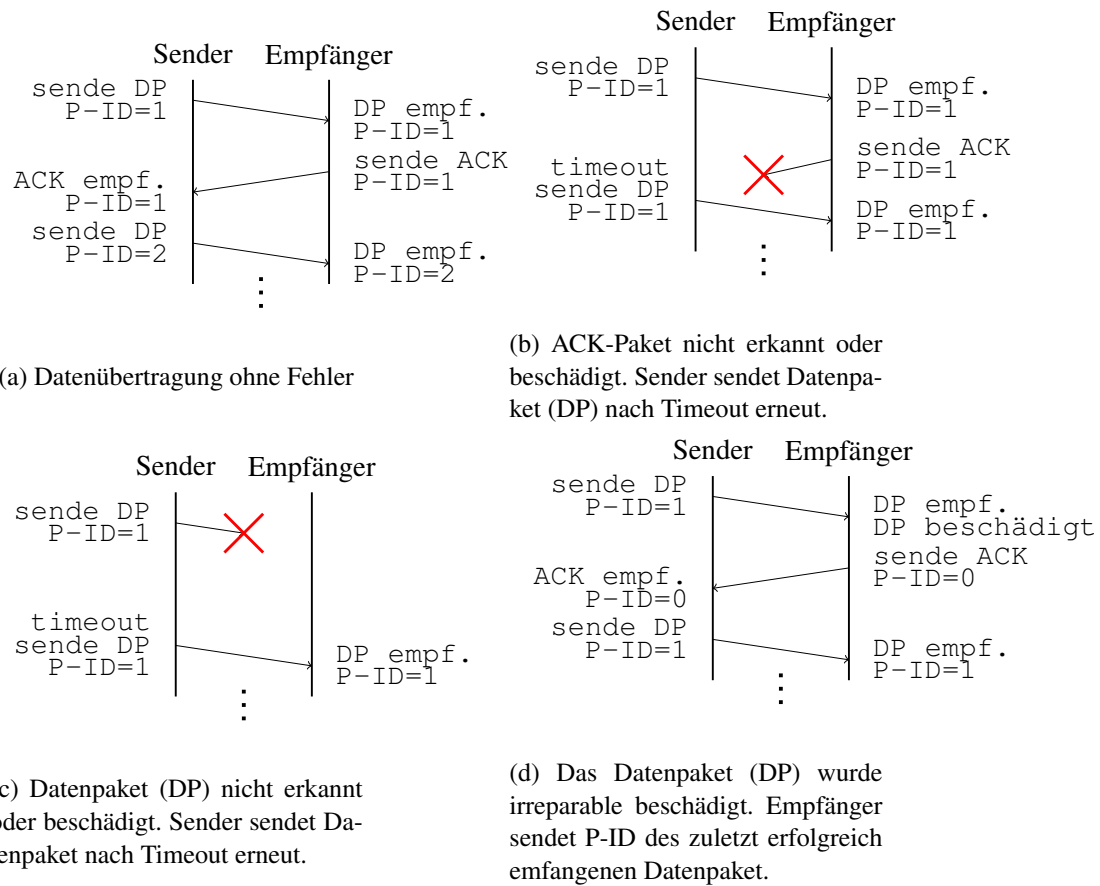 Sender Empfänger
sende DP
P-ID=1
DP empf.
P-ID=1
sende ACK
P-ID=1
ACK empf.
P-ID=1
sende DP
P-ID=2
DP empf.
P-ID=2
(a) Datenübertragung ohne Fehler
Sender Empfänger
sende DP
P-ID=1
DP empf.
P-ID=1
sende ACK
P-ID=1
timeout
sende DP
P-ID=1
DP empf.
P-ID=1
(b) ACK-Paket nicht erkannt oder
beschädigt. Sender sendet Datenpa-
ket (DP) nach Timeout erneut.
Sender Empfänger
sende DP
P-ID=1
timeout
sende DP
P-ID=1
DP empf.
P-ID=1
c) Datenpaket (DP) nicht erkannt
oder beschädigt. Sender sendet Da-
enpaket nach Timeout erneut.
Sender Empfänger
sende DP
P-ID=1
DP empf.
DP beschädigt
sende ACK
P-ID=0
ACK empf.
P-ID=0
sende DP
P-ID=1
DP empf.
P-ID=1
(d) Das Datenpaket (DP) wurde
irreparable beschädigt. Empfänger
sendet P-ID des zuletzt erfolgreich
emfangenen Datenpaket.